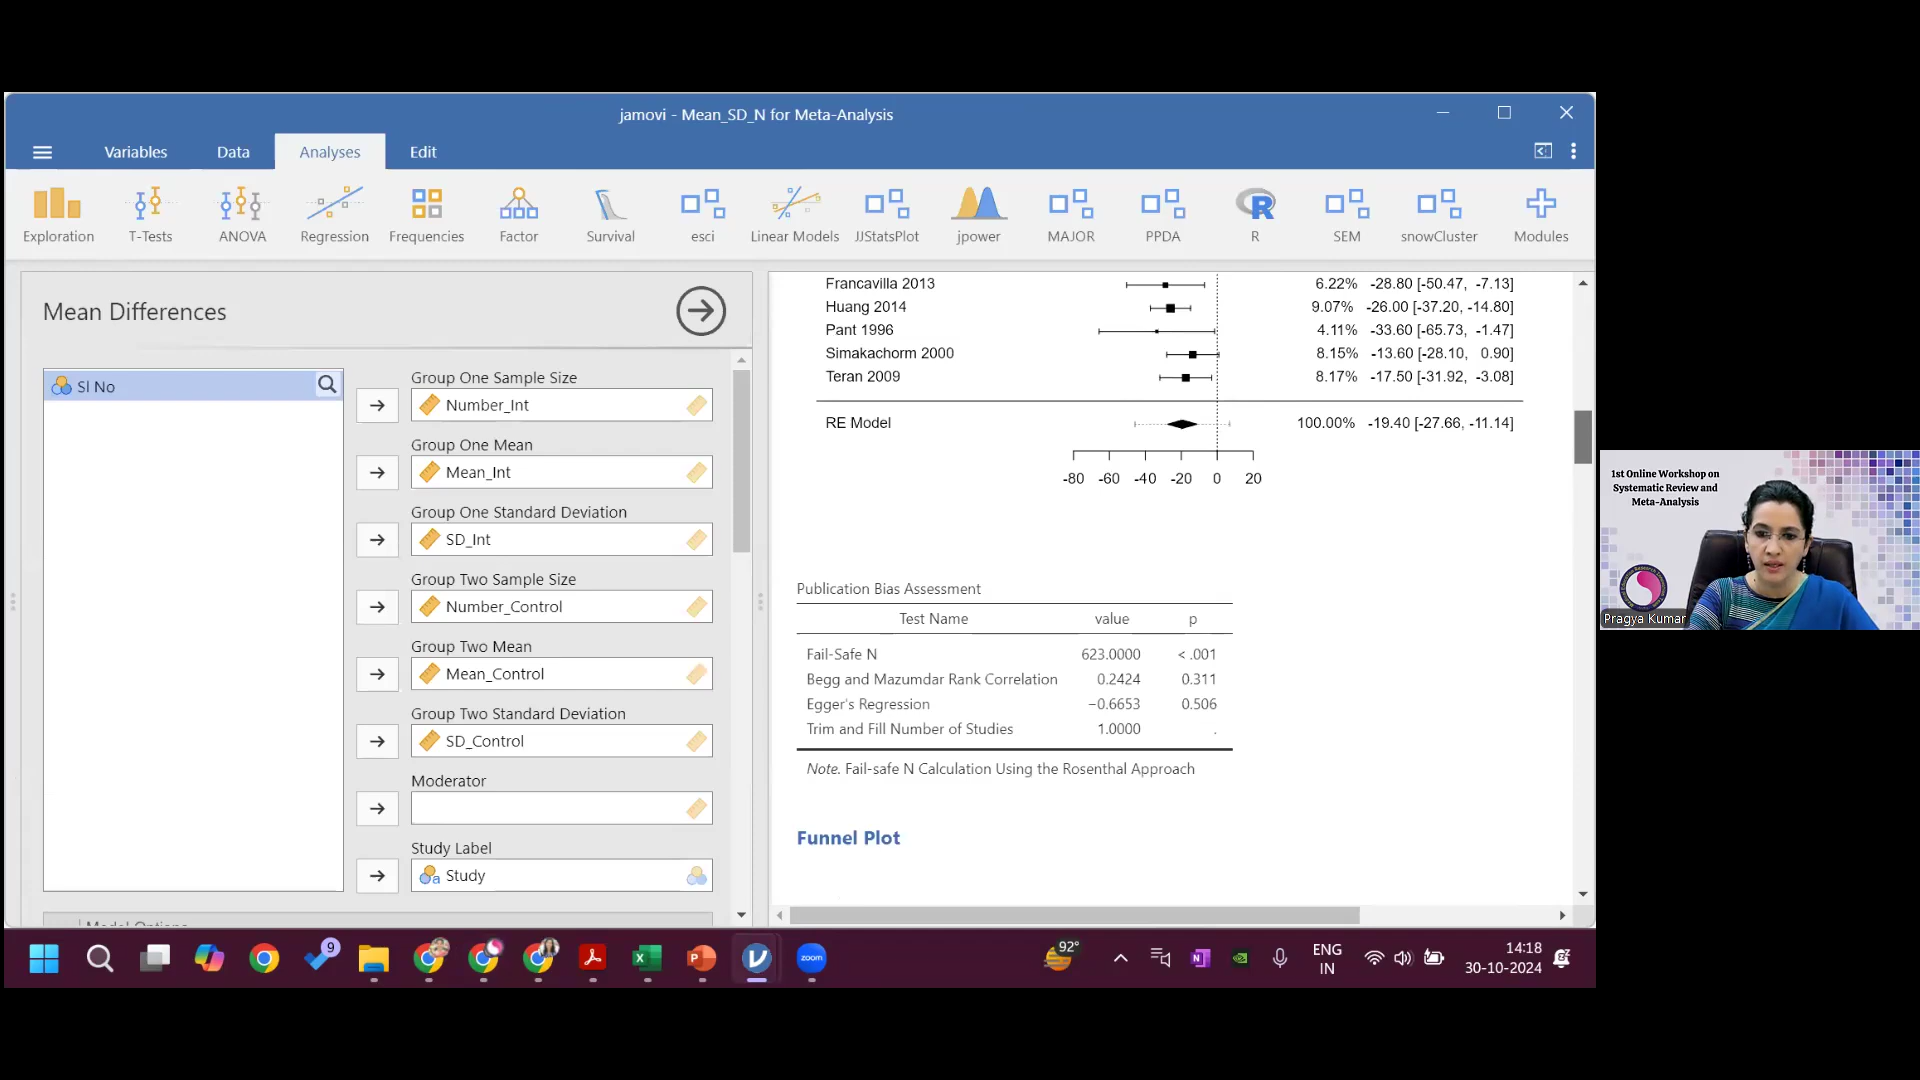 jamovi - Mean_SD_N for Meta-Analysis
Variables Data Analyses Edit
Exploration T-Tests ANOVA Regression Frequencies Factor Survival esci Linear Models JJStatsPlot jpower MAJOR PPDA R SEM snowCluster Modules
Mean Differences
Sl No
Group One Sample Size
Number_Int
Group One Mean
Mean_Int
Group One Standard Deviation
SD_Int
Group Two Sample Size
Number_Control
Group Two Mean
Mean_Control
Group Two Standard Deviation
SD_Control
Moderator
Study Label
Study
Model Options
Francavilla 2013 6.22% -28.80 [-50.47, -7.13]
Huang 2014 9.07% -26.00 [-37.20, -14.80]
Pant 1996 4.11% -33.60 [-65.73, -1.47]
Simakachorm 2000 8.15% -13.60 [-28.10, 0.90]
Teran 2009 8.17% -17.50 [-31.92, -3.08]
RE Model 100.00% -19.40 [-27.66, -11.14]
-80 -60 -40 -20 0 20
Publication Bias Assessment
Test Name value p
Fail-Safe N 623.0000 < .001
Begg and Mazumdar Rank Correlation 0.2424 0.311
Egger's Regression −0.6653 0.506
Trim and Fill Number of Studies 1.0000 .
Note. Fail-safe N Calculation Using the Rosenthal Approach
Funnel Plot
1st Online Workshop on
Systematic Review and
Meta-Analysis
Pragya Kumar
9
zoom
92°
ENG
IN
14:18
30-10-2024